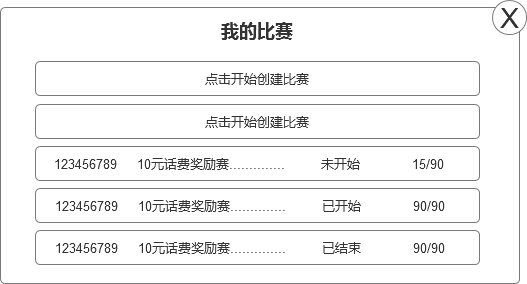 我的比赛
X
点击开始创建比赛
点击开始创建比赛
123456789 10元话费奖励赛.............. 未开始 15/90
123456789 10元话费奖励赛.............. 已开始 90/90
123456789 10元话费奖励赛.............. 已结束 90/90